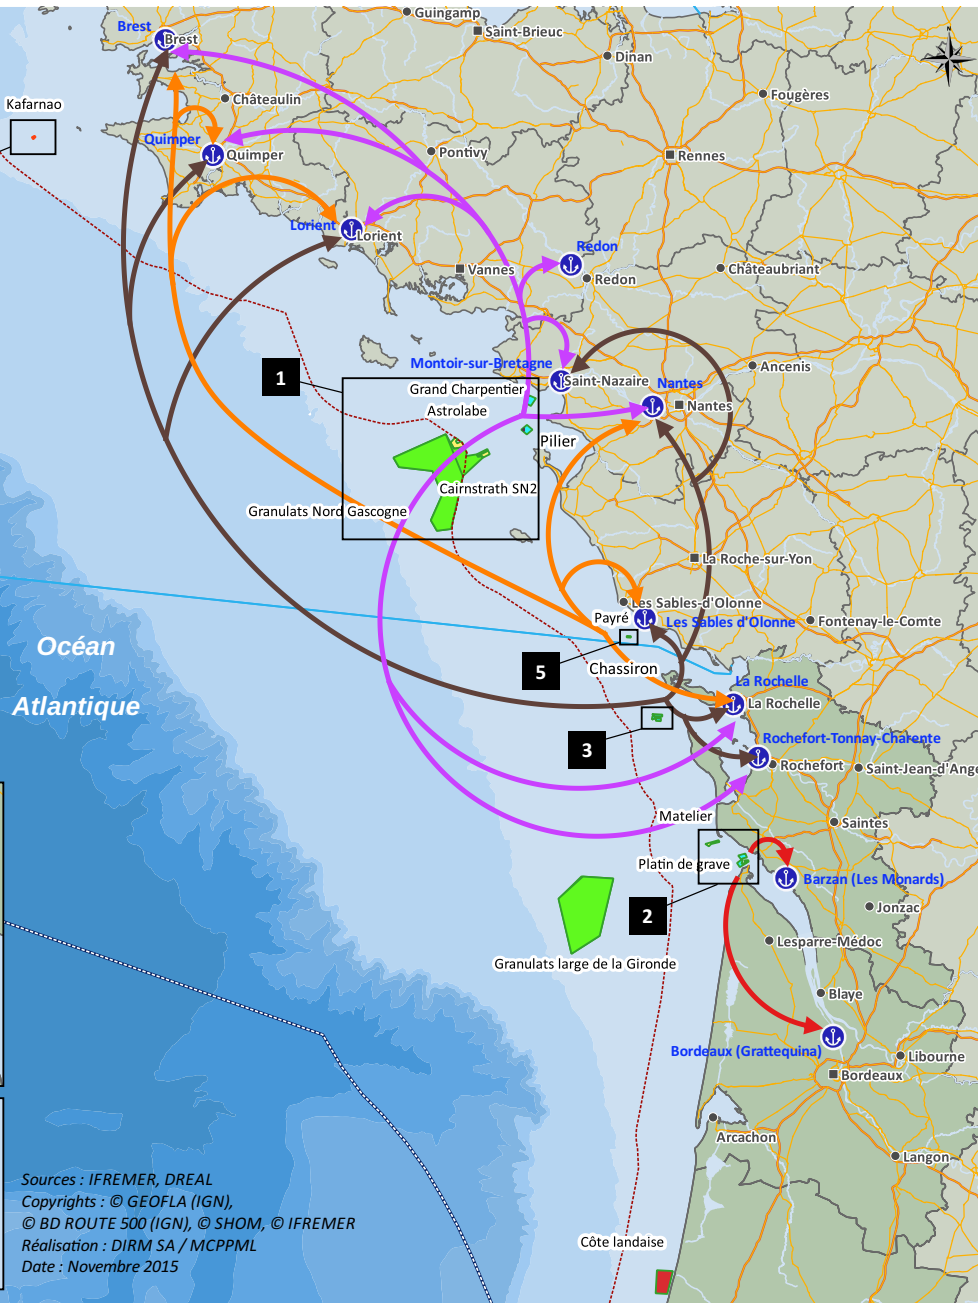 Guingamp
Brest
Brest
Saint-Brieuc
N
Dinan
Kafarnao
Châteaulin
Fougères
Quimper
Quimper
Pontivy
Rennes
Lorient
Lorient
Redon
Vannes
Redon
Châteaubriant
Montoir-sur-Bretagne
Ancenis
1
Saint-Nazaire
Nantes
Grand Charpentier
Astrolabe
Nantes
Pilier
Cairnstrath SN2
Granulats Nord Gascogne
La Roche-sur-Yon
Les Sables-d'Olonne
Payré
Les Sables d'Olonne
Fontenay-le-Comte
Océan
Atlantique
5
Chassiron
La Rochelle
La Rochelle
3
Rochefort-Tonnay-Charente
Rochefort
Saint-Jean-d'Ange
Matelier
Saintes
Platin de grave
Barzan (Les Monards)
2
Jonzac
Lesparre-Médoc
Granulats large de la Gironde
Blaye
Bordeaux (Grattequina)
Libourne
Bordeaux
Arcachon
Langon
Sources : IFREMER, DREAL
Copyrights : © GEOFLA (IGN),
© BD ROUTE 500 (IGN), © SHOM, © IFREMER
Réalisation : DIRM SA / MCPPML
Date : Novembre 2015
Côte landaise